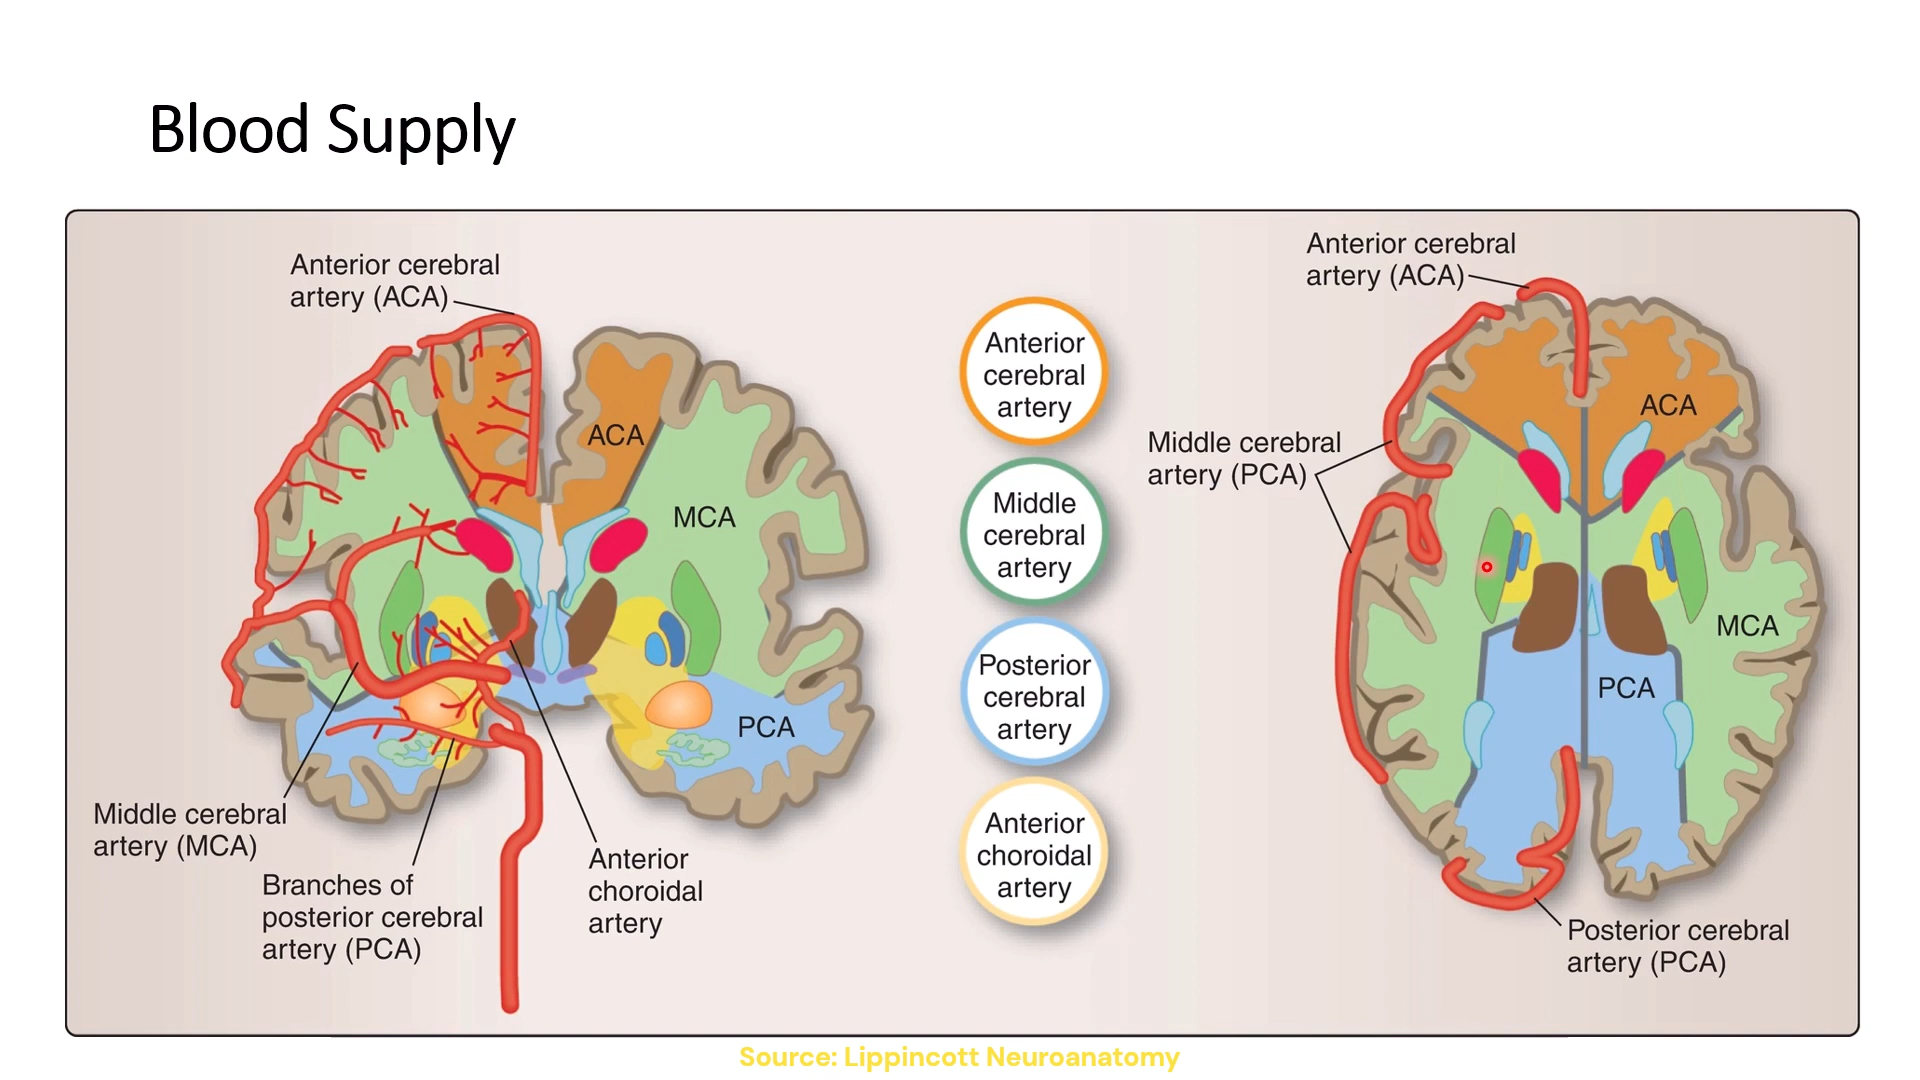 Blood Supply
Anterior cerebral
artery (ACA)
ACA
MCA
PCA
Middle cerebral
artery (MCA)
Branches of
posterior cerebral
artery (PCA)
Anterior
choroidal
artery
Anterior
cerebral
artery
Middle
cerebral
artery
Posterior
cerebral
artery
Anterior
choroidal
artery
Anterior cerebral
artery (ACA)
Middle cerebral
artery (PCA)
ACA
MCA
PCA
Posterior cerebral
artery (PCA)
Source: Lippincott Neuroanatomy